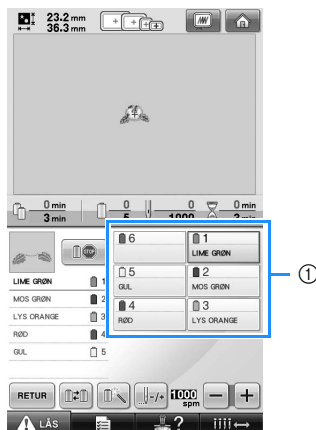 23.2 mm
36.3 mm
0 min
3 min
0
5
0
1000
0 min
3 min
LIME GRØN 1
MOS GRØN 2
LYS ORANGE 3
RØD 4
GUL 5
6
1
LIME GRØN
5
GUL
2
MOS GRØN
4
RØD
3
LYS ORANGE
1
STOP
RETUR
-/+
1000
spm
− +
LÅS
?